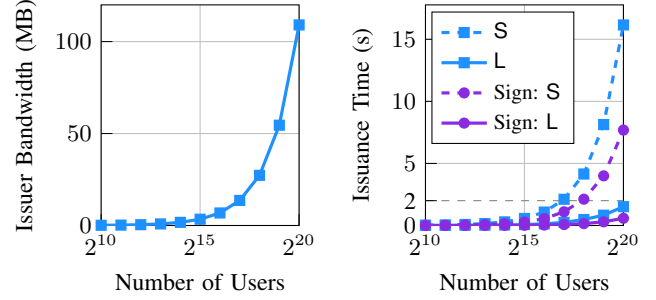 Issuer Bandwidth (MB)
100
50
0
2^10
2^15
2^20
Number of Users
Issuance Time (s)
15
10
5
2
0
S
L
Sign: S
Sign: L
2^10
2^15
2^20
Number of Users